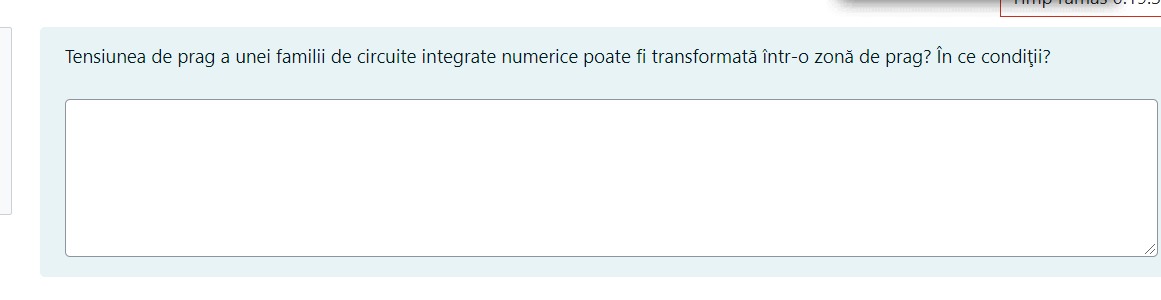 Tensiunea de prag a unei familii de circuite integrate numerice poate fi transformată într-o zonă de prag? În ce condiţii?